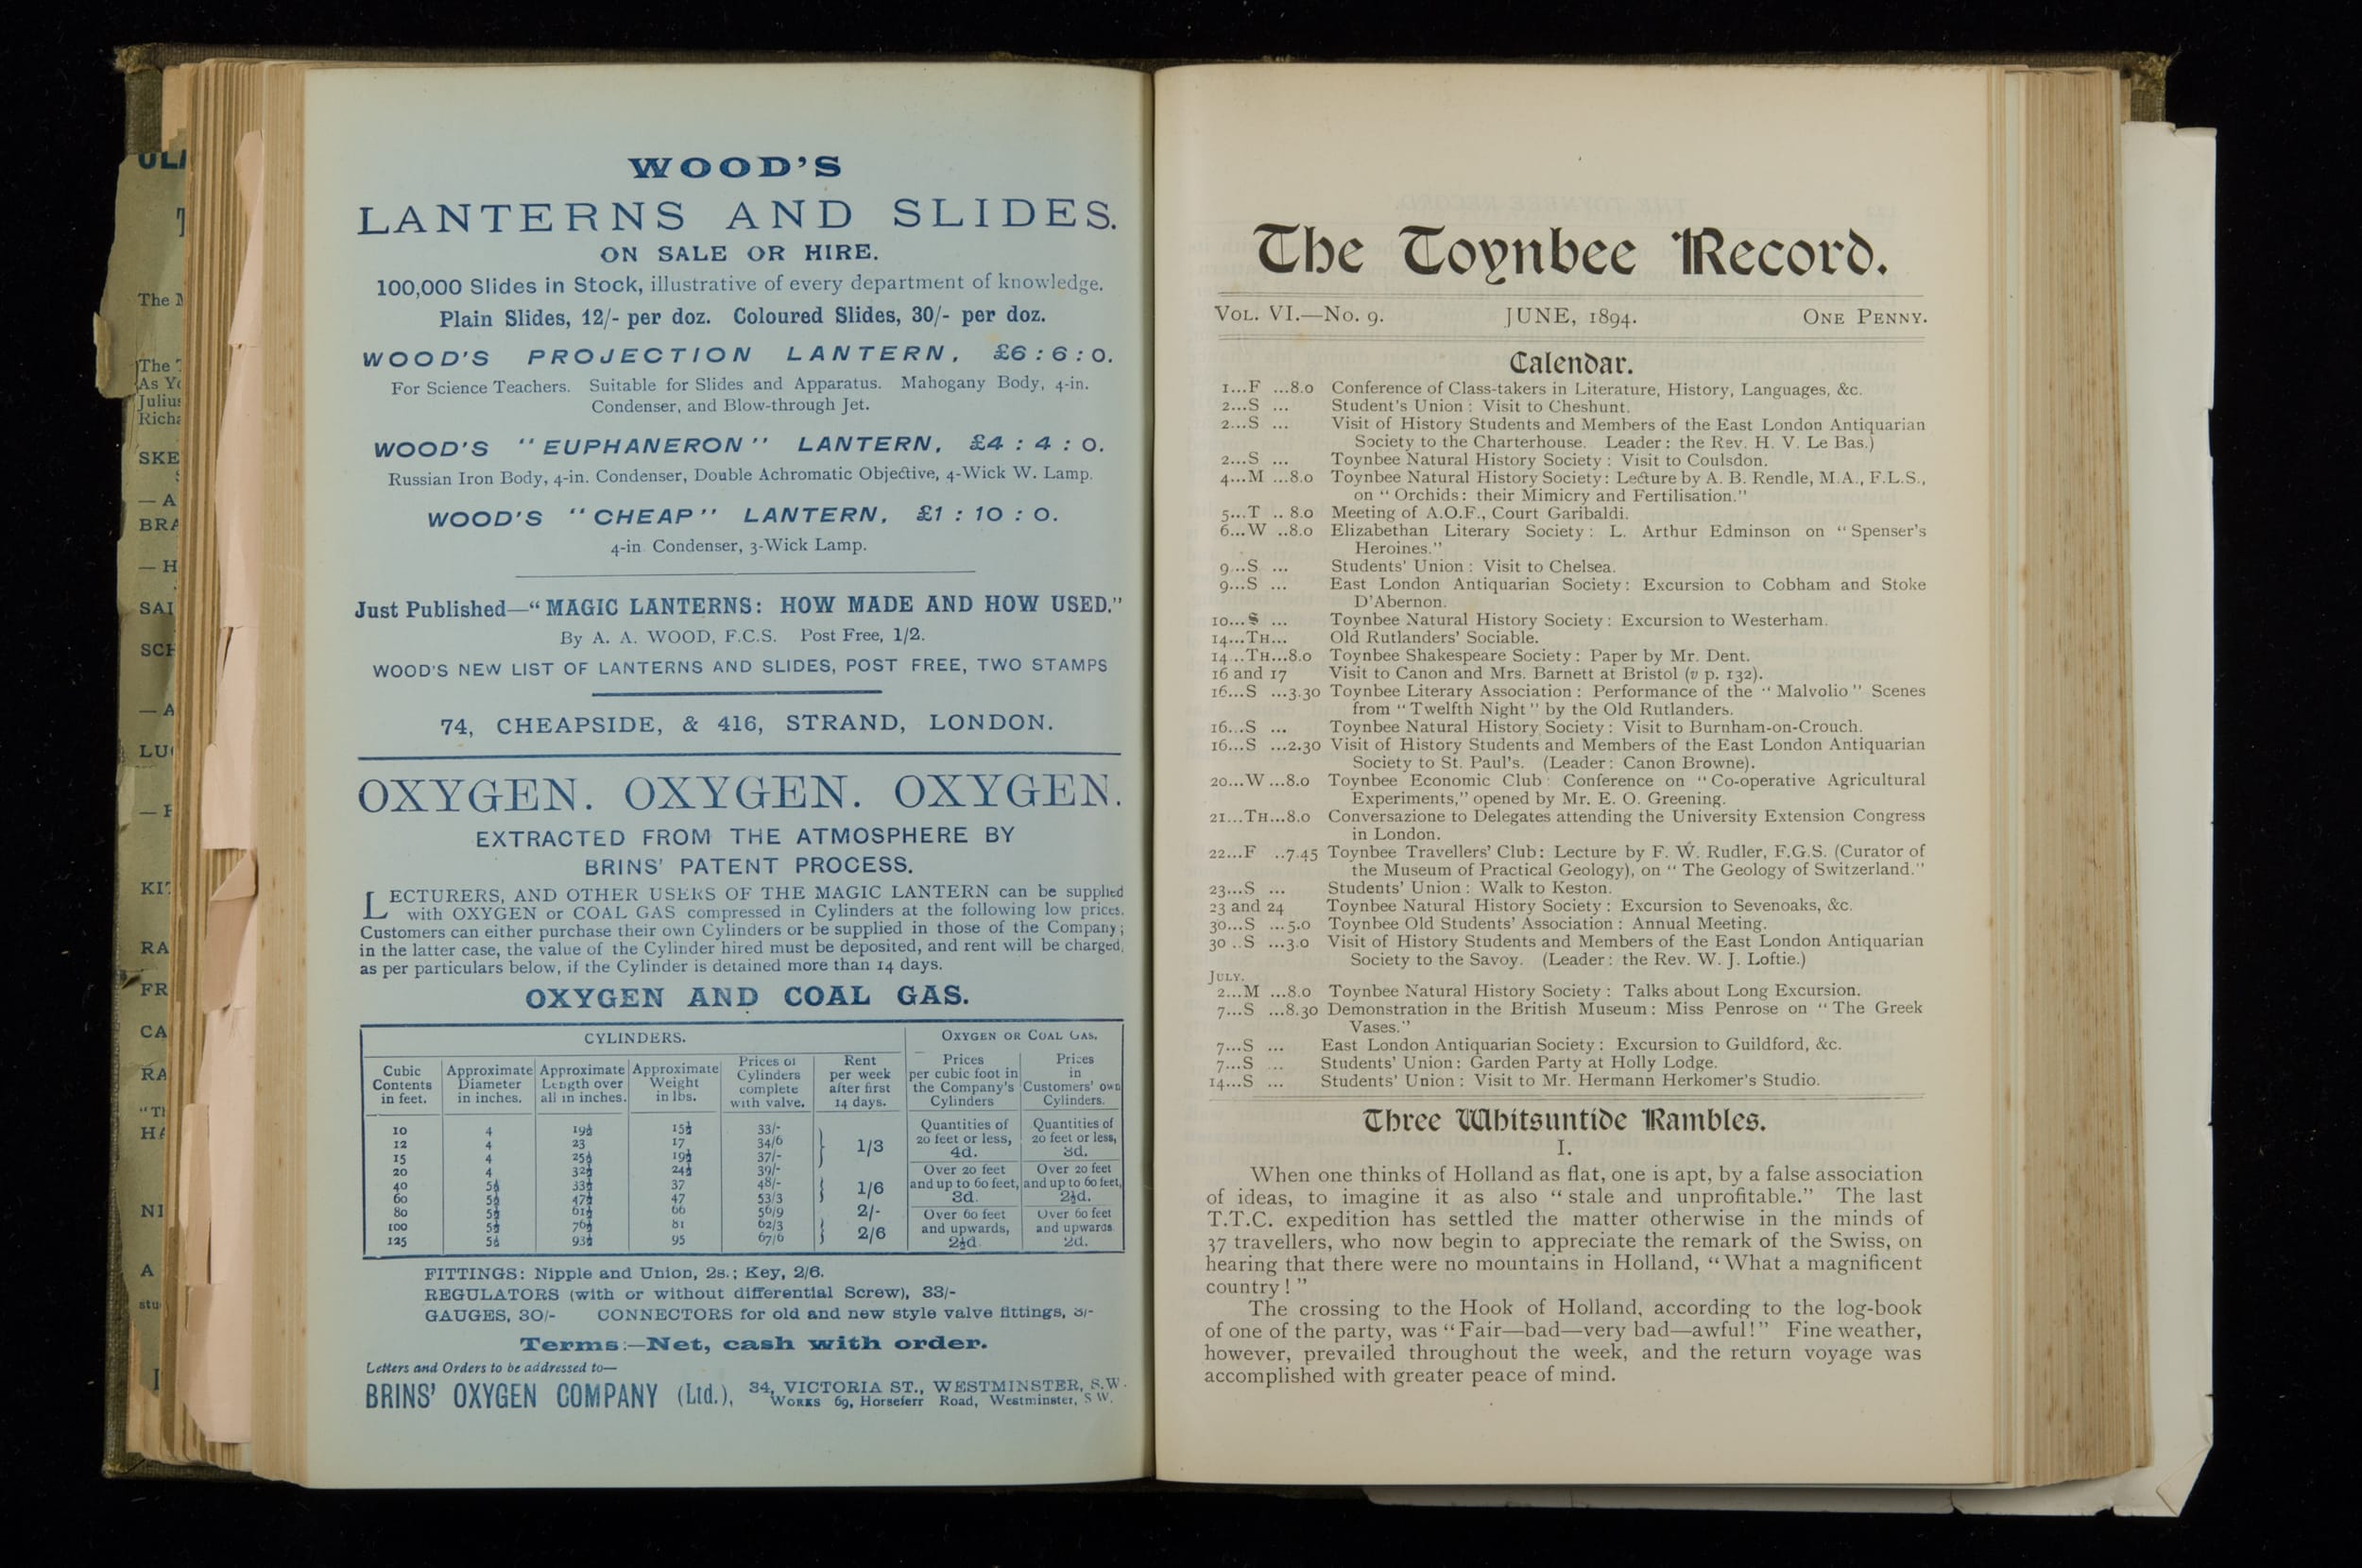 WOOD'S
LANTERNS AND SLIDES.
ON SALE OR HIRE.
100,000 Slides in Stock, illustrative of every department of knowledge.
Plain Slides, 12/- per doz. Coloured Slides, 30/- per doz.
WOOD'S PROJECTION LANTERN, £6 : 6 : 0.
For Science Teachers. Suitable for Slides and Apparatus. Mahogany Body, 4-in.
Condenser, and Blow-through Jet.
WOOD'S "EUPHANERON" LANTERN, £4 : 4 : 0.
Russian Iron Body, 4-in. Condenser, Double Achromatic Objective, 4-Wick W. Lamp.
WOOD'S "CHEAP" LANTERN, £1 : 10 : 0.
4-in Condenser, 3-Wick Lamp.
Just Published—"MAGIC LANTERNS: HOW MADE AND HOW USED."
By A. A. WOOD, F.C.S. Post Free, 1/2.
WOOD'S NEW LIST OF LANTERNS AND SLIDES, POST FREE, TWO STAMPS
74, CHEAPSIDE, & 416, STRAND, LONDON.
OXYGEN. OXYGEN. OXYGEN.
EXTRACTED FROM THE ATMOSPHERE BY
BRINS' PATENT PROCESS.
LECTURERS, AND OTHER USERS OF THE MAGIC LANTERN can be supplied
with OXYGEN or COAL GAS compressed in Cylinders at the following low prices.
Customers can either purchase their own Cylinders or be supplied in those of the Company;
in the latter case, the value of the Cylinder hired must be deposited, and rent will be charged,
as per particulars below, if the Cylinder is detained more than 14 days.
OXYGEN AND COAL GAS.
CYLINDERS. OXYGEN OR COAL GAS.
Cubic Contents in feet. Approximate Diameter in inches. Approximate Length over all in inches. Approximate Weight in lbs. Prices of Cylinders complete with valve. Rent per week after first 14 days. Prices per cubic foot in the Company's Cylinders Prices in Customers' own Cylinders.
10 4 19½ 15½ 33/-
12 4 23 17 34/6
15 4 25½ 19½ 37/-
20 4 32½ 24½ 39/-
1/3
40 5½ 33½ 37 48/-
60 5½ 47½ 47 53/3
1/6
80 5½ 61½ 66 56/9 2/-
100 5½ 76½ 81 62/3
125 5½ 93½ 95 67/6
2/6
Quantities of 20 feet or less, 4d. Quantities of 20 feet or less, 3d.
Over 20 feet and up to 60 feet, 3d. Over 20 feet and up to 60 feet, 2½d.
Over 60 feet and upwards, 2½d. Over 60 feet and upwards 2d.
FITTINGS: Nipple and Union, 2s.; Key, 2/6.
REGULATORS (with or without differential Screw), 33/-
GAUGES, 30/- CONNECTORS for old and new style valve fittings, 3/-
Terms:—Net, cash with order.
Letters and Orders to be addressed to—
BRINS' OXYGEN COMPANY (Ltd.), 34, VICTORIA ST., WESTMINSTER, S.W.
WORKS 69, Horseferr Road, Westminster, S W.
The Toynbee Record.
VOL. VI.—No. 9. JUNE, 1894. ONE PENNY.
Calendar.
1...F ...8.0 Conference of Class-takers in Literature, History, Languages, &c.
2...S ... Student's Union : Visit to Cheshunt.
2...S ... Visit of History Students and Members of the East London Antiquarian
Society to the Charterhouse. Leader : the Rev. H. V. Le Bas.)
2...S ... Toynbee Natural History Society : Visit to Coulsdon.
4...M ...8.0 Toynbee Natural History Society : Lecture by A. B. Rendle, M.A., F.L.S.,
on "Orchids : their Mimicry and Fertilisation."
5...T .. 8.0 Meeting of A.O.F., Court Garibaldi.
6...W ..8.0 Elizabethan Literary Society : L. Arthur Edminson on "Spenser's
Heroines."
9...S ... Students' Union : Visit to Chelsea.
9...S ... East London Antiquarian Society : Excursion to Cobham and Stoke
D'Abernon.
10...S ... Toynbee Natural History Society : Excursion to Westerham.
14...TH... Old Rutlanders' Sociable.
14...TH...8.0 Toynbee Shakespeare Society : Paper by Mr. Dent.
16 and 17 Visit to Canon and Mrs. Barnett at Bristol (v p. 132).
16...S ...3.30 Toynbee Literary Association : Performance of the "Malvolio" Scenes
from "Twelfth Night" by the Old Rutlanders.
16...S ... Toynbee Natural History Society : Visit to Burnham-on-Crouch.
16...S ...2.30 Visit of History Students and Members of the East London Antiquarian
Society to St. Paul's. (Leader : Canon Browne).
20...W ...8.0 Toynbee Economic Club : Conference on "Co-operative Agricultural
Experiments," opened by Mr. E. O. Greening.
21...TH...8.0 Conversazione to Delegates attending the University Extension Congress
in London.
22...F ..7.45 Toynbee Travellers' Club : Lecture by F. W. Rudler, F.G.S. (Curator of
the Museum of Practical Geology), on "The Geology of Switzerland."
23...S ... Students' Union : Walk to Keston.
23 and 24 Toynbee Natural History Society : Excursion to Sevenoaks, &c.
30...S ...5.0 Toynbee Old Students' Association : Annual Meeting.
30 ..S ...3.0 Visit of History Students and Members of the East London Antiquarian
Society to the Savoy. (Leader : the Rev. W. J. Loftie.)
JULY.
2...M ...8.0 Toynbee Natural History Society : Talks about Long Excursion.
7...S ...8.30 Demonstration in the British Museum : Miss Penrose on "The Greek
Vases."
7...S ... East London Antiquarian Society : Excursion to Guildford, &c.
7...S ... Students' Union : Garden Party at Holly Lodge.
14...S ... Students' Union : Visit to Mr. Hermann Herkomer's Studio.
Three Whitsuntide Rambles.
I.
When one thinks of Holland as flat, one is apt, by a false association
of ideas, to imagine it as also "stale and unprofitable." The last
T.T.C. expedition has settled the matter otherwise in the minds of
37 travellers, who now begin to appreciate the remark of the Swiss, on
hearing that there were no mountains in Holland, "What a magnificent
country!"
The crossing to the Hook of Holland, according to the log-book
of one of the party, was "Fair—bad—very bad—awful!" Fine weather,
however, prevailed throughout the week, and the return voyage was
accomplished with greater peace of mind.